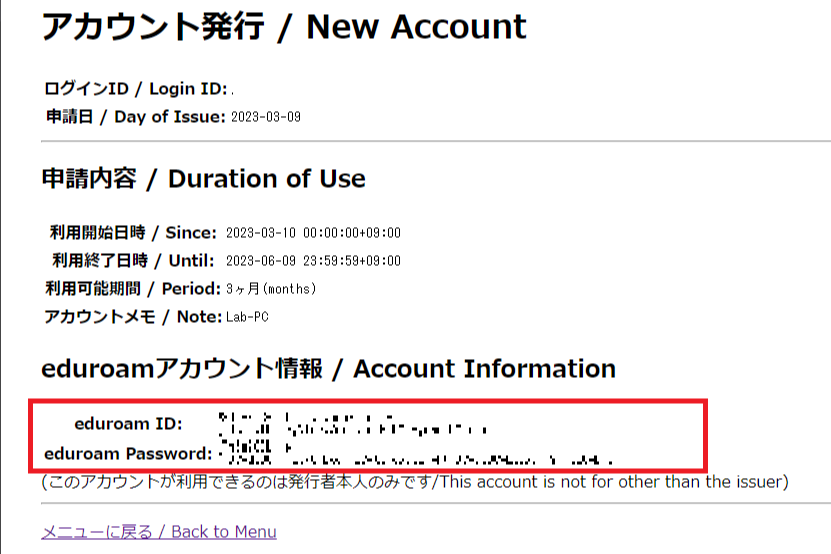 アカウント発行 / New Account
ログインID / Login ID:
申請日 / Day of Issue: 2023-03-09
申請内容 / Duration of Use
利用開始日時 / Since: 2023-03-10 00:00:00+09:00
利用終了日時 / Until: 2023-06-09 23:59:59+09:00
利用可能期間 / Period: 3ヶ月(months)
アカウントメモ / Note: Lab-PC
eduroamアカウント情報 / Account Information
eduroam ID:
eduroam Password:
(このアカウントが利用できるのは発行者本人のみです/This account is not for other than the issuer)
メニューに戻る / Back to Menu